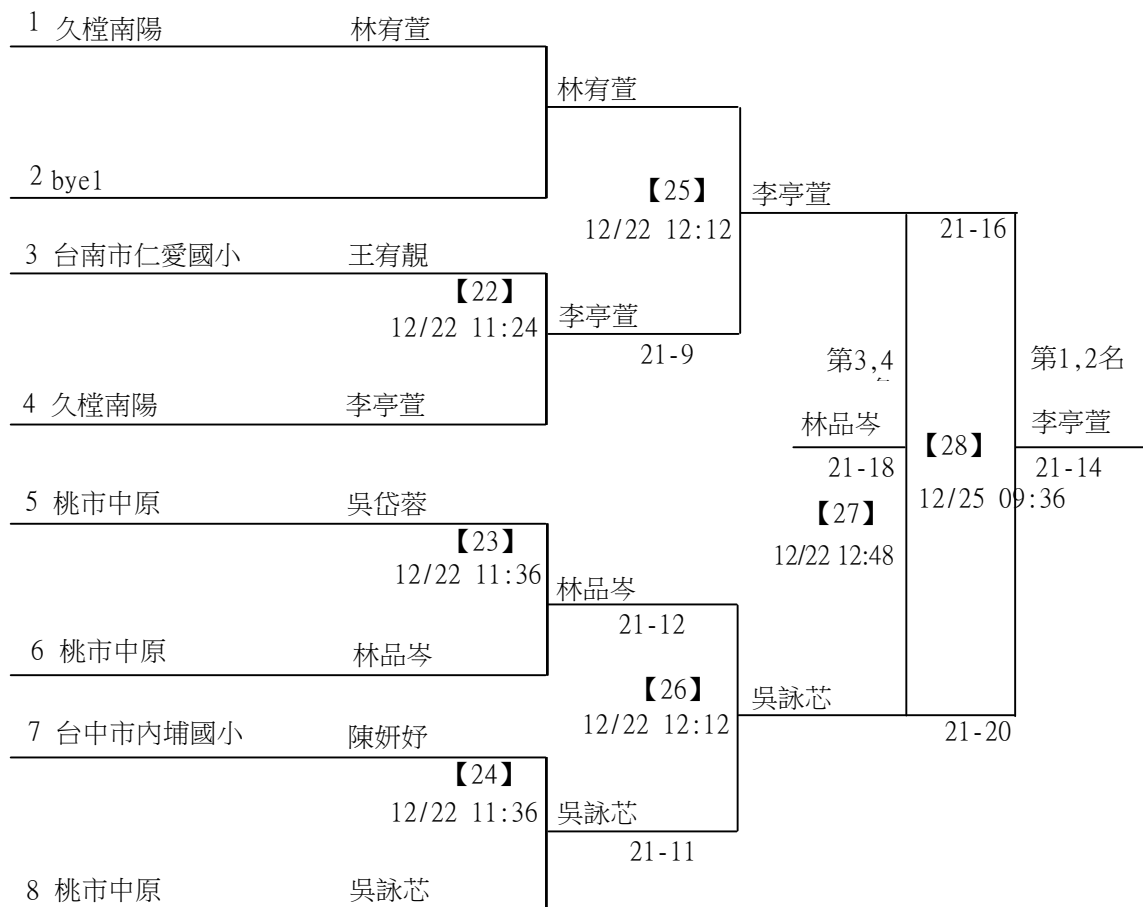 1 久樘南陽 林宥萱
林宥萱
2 bye1
【25】 李亭萱
12/22 12:12 21-16
3 台南市仁愛國小 王宥靚
【22】
12/22 11:24 李亭萱
21-9
第3,4 第1,2名
4 久樘南陽 李亭萱
林品岑 【28】 李亭萱
21-18 21-14
5 桃市中原 吳岱蓉
【27】 12/25 09:36
【23】
12/22 11:36 12/22 12:48
林品岑
21-12
6 桃市中原 林品岑
【26】 吳詠芯
12/22 12:12 21-20
7 台中市內埔國小 陳妍妤
【24】
12/22 11:36 吳詠芯
21-11
8 桃市中原 吳詠芯